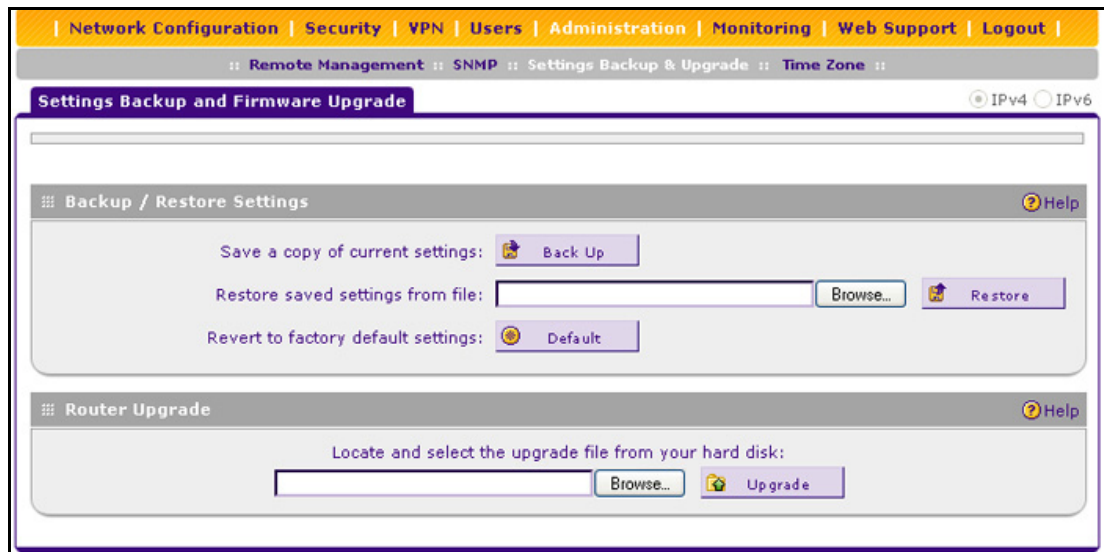 | Network Configuration | Security | VPN | Users | Administration | Monitoring | Web Support | Logout |
:: Remote Management :: SNMP :: Settings Backup & Upgrade :: Time Zone ::
Settings Backup and Firmware Upgrade IPv4 IPv6
Backup / Restore Settings ? Help
Save a copy of current settings: Back Up
Restore saved settings from file: Browse... Restore
Revert to factory default settings: Default
Router Upgrade ? Help
Locate and select the upgrade file from your hard disk:
Browse... Upgrade